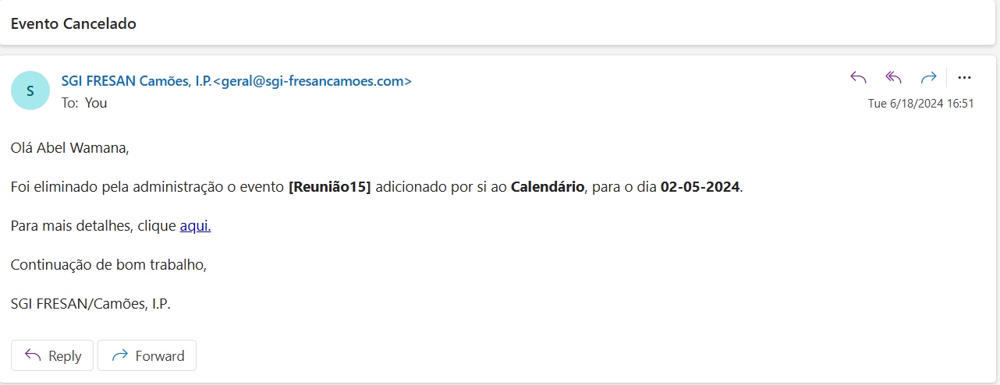 Evento Cancelado
S
SGI FRESAN Camões, I.P.<geral@sgi-fresancamoes.com>
To: You
Tue 6/18/2024 16:51
Olá Abel Wamana,
Foi eliminado pela administração o evento [Reunião15] adicionado por si ao Calendário, para o dia 02-05-2024.
Para mais detalhes, clique aqui.
Continuação de bom trabalho,
SGI FRESAN/Camões, I.P.
Reply
Forward